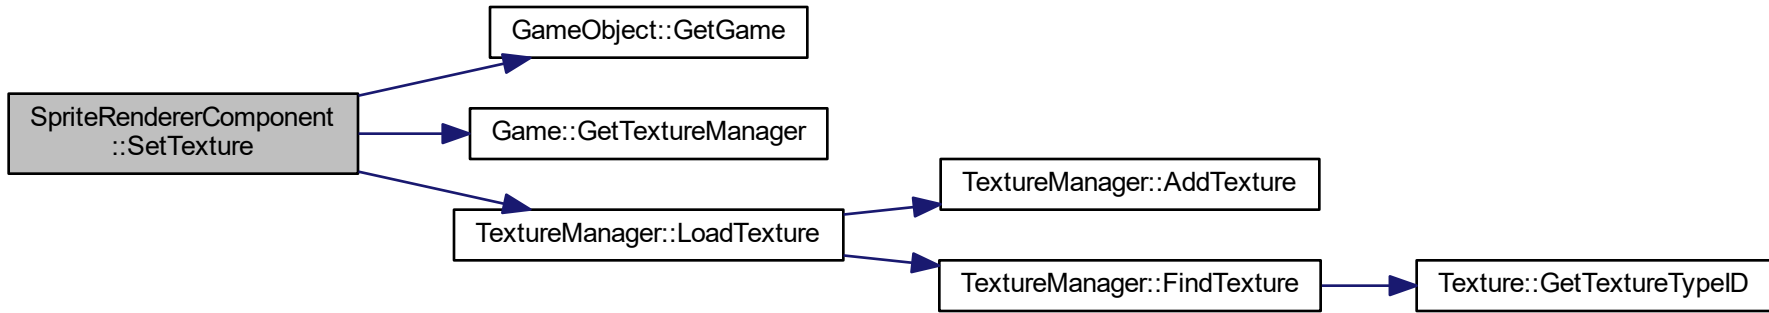 GameObject::GetGame
SpriteRendererComponent
::SetTexture
Game::GetTextureManager
TextureManager::AddTexture
TextureManager::LoadTexture
TextureManager::FindTexture
Texture::GetTextureTypeID